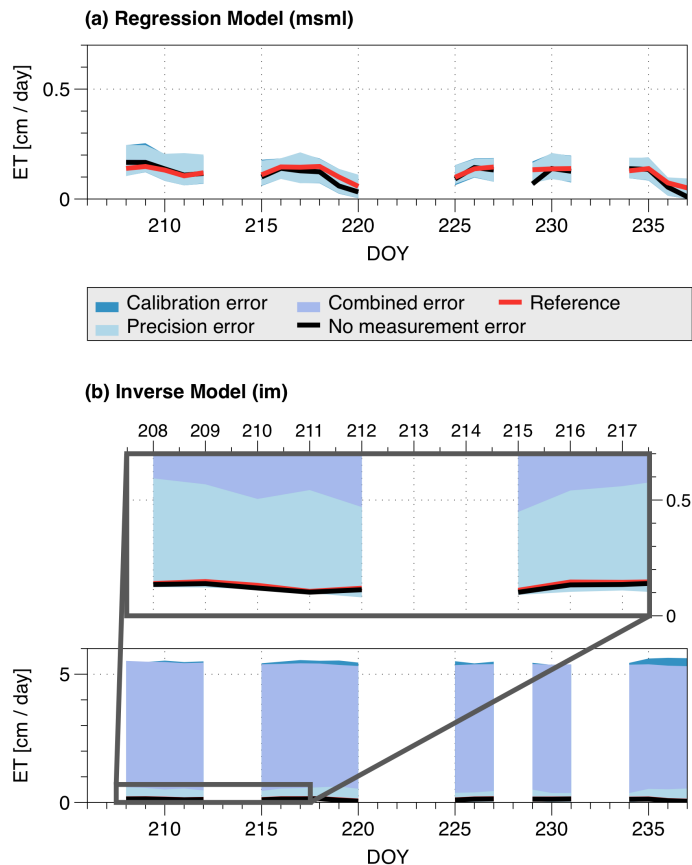 (a) Regression Model (msml)
ET [cm / day]
0.5
0
210 215 220 225 230 235
DOY
Calibration error Combined error Reference
Precision error No measurement error
(b) Inverse Model (im)
208 209 210 211 212 213 214 215 216 217
0.5
0
ET [cm / day]
5
0
210 215 220 225 230 235
DOY